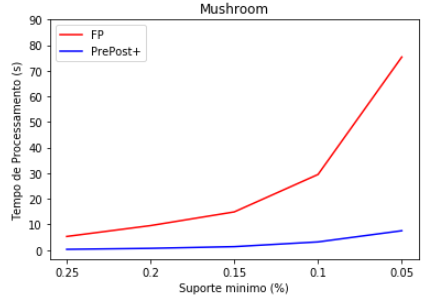 Mushroom
FP
PrePost+
Tempo de Processamento (s)
90
80
70
60
50
40
30
20
10
0
0.25 0.2 0.15 0.1 0.05
Suporte minimo (%)